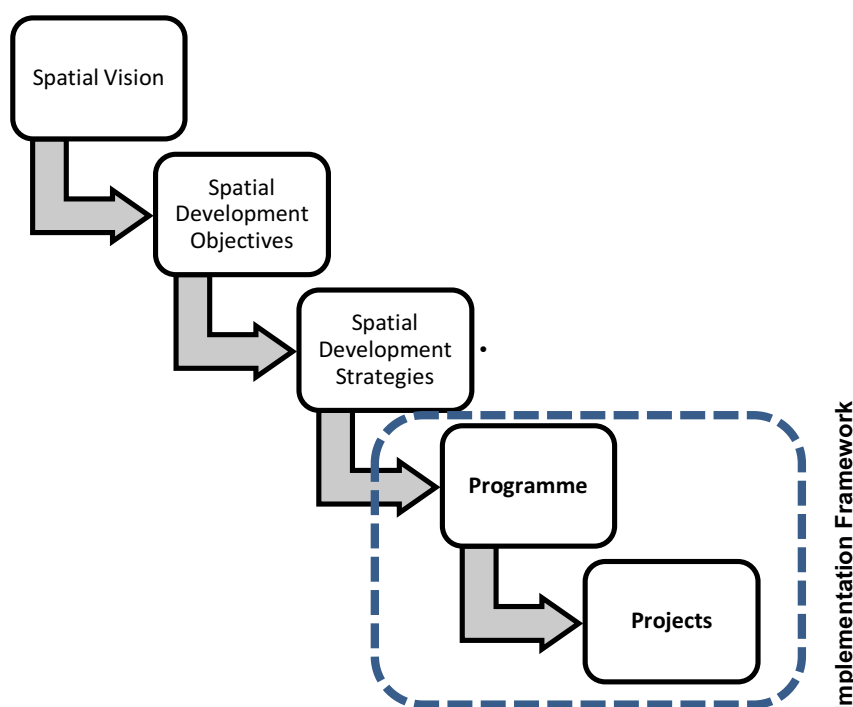 Spatial Vision
Spatial
Development
Objectives
Spatial
Development
Strategies
.
Programme
Projects
mplementation Framework